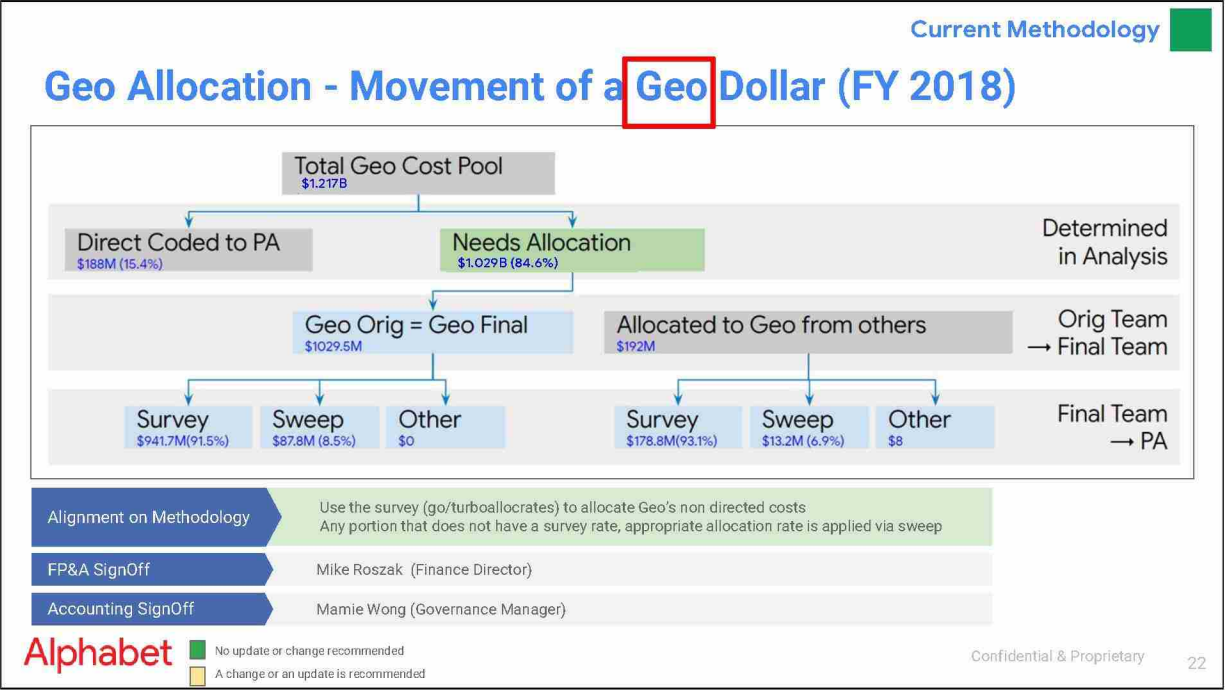 Current Methodology
Geo Allocation - Movement of a Geo Dollar (FY 2018)
Total Geo Cost Pool
$1.217B
Direct Coded to PA
$188M (15.4%)
Needs Allocation
$1.029B (84.6%)
Determined
in Analysis
Geo Orig = Geo Final
$1029.5M
Allocated to Geo from others
$192M
Orig Team
→ Final Team
Survey
$941.7M(91.5%)
Sweep
$87.8M (8.5%)
Other
$0
Survey
$178.8M(93.1%)
Sweep
$13.2M (6.9%)
Other
$8
Final Team
→ PA
Alignment on Methodology
Use the survey (go/turboallocrates) to allocate Geo's non directed costs
Any portion that does not have a survey rate, appropriate allocation rate is applied via sweep
FP&A SignOff
Mike Roszak (Finance Director)
Accounting SignOff
Mamie Wong (Governance Manager)
Alphabet
No update or change recommended
A change or an update is recommended
Confidential & Proprietary
22